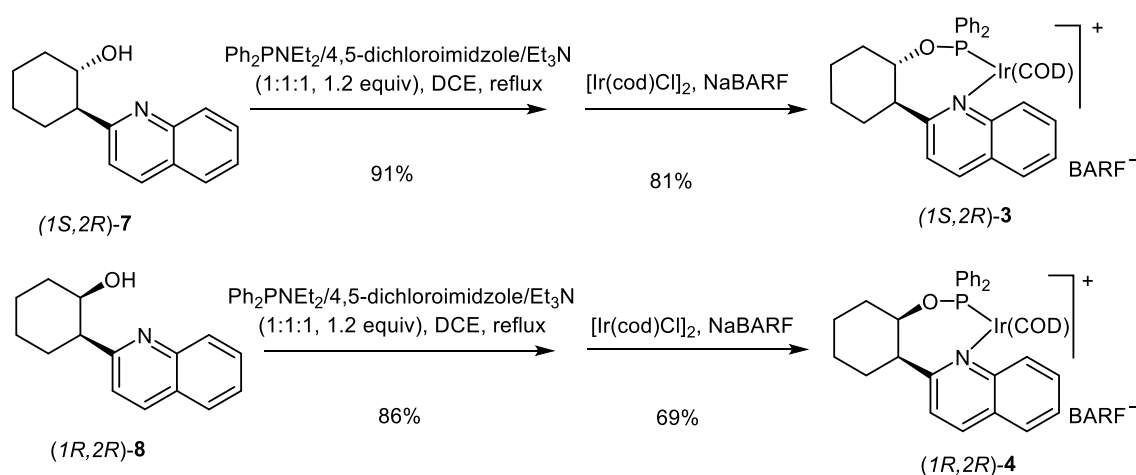 OH
N
(1S,2R)-7
Ph₂PNEt₂/4,5-dichloroimidzole/Et₃N
(1:1:1, 1.2 equiv), DCE, reflux
91%
[Ir(cod)Cl]₂, NaBARF
81%
Ph₂
O–P
Ir(COD)
N
+
BARF⁻
(1S,2R)-3
OH
N
(1R,2R)-8
Ph₂PNEt₂/4,5-dichloroimidzole/Et₃N
(1:1:1, 1.2 equiv), DCE, reflux
86%
[Ir(cod)Cl]₂, NaBARF
69%
Ph₂
O–P
Ir(COD)
N
+
BARF⁻
(1R,2R)-4